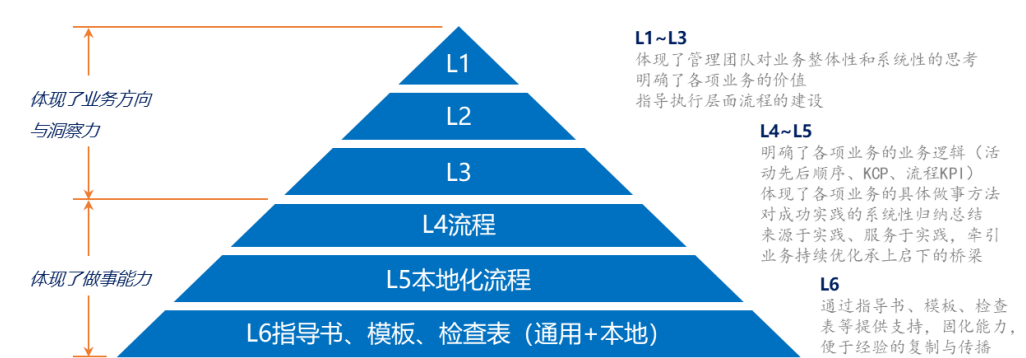 L1
L2
L3
L4流程
L5本地化流程
L6指导书、模板、检查表（通用+本地）
体现了业务方向
与洞察力
体现了做事能力
L1~L3
体现了管理团队对业务整体性和系统性的思考
明确了各项业务的价值
指导执行层面流程的建设
L4~L5
明确了各项业务的业务逻辑（活
动先后顺序、KCP、流程KPI）
体现了各项业务的具体做事方法
对成功实践的系统性归纳总结
来源于实践、服务于实践，牵引
业务持续优化承上启下的桥梁
L6
通过指导书、模板、检查
表等提供支持，固化能力，
便于经验的复制与传播